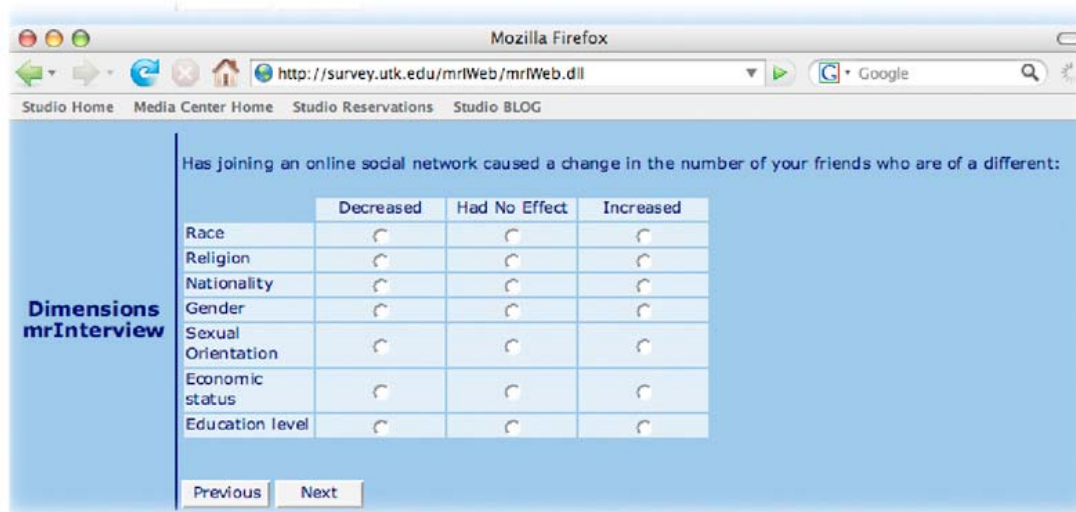 Mozilla Firefox
http://survey.utk.edu/mrIWeb/mrIWeb.dll
G Google
Studio Home Media Center Home Studio Reservations Studio BLOG
Has joining an online social network caused a change in the number of your friends who are of a different:
Decreased Had No Effect Increased
Race
Religion
Nationality
Gender
Sexual
Orientation
Economic
status
Education level
Dimensions
mrInterview
Previous Next